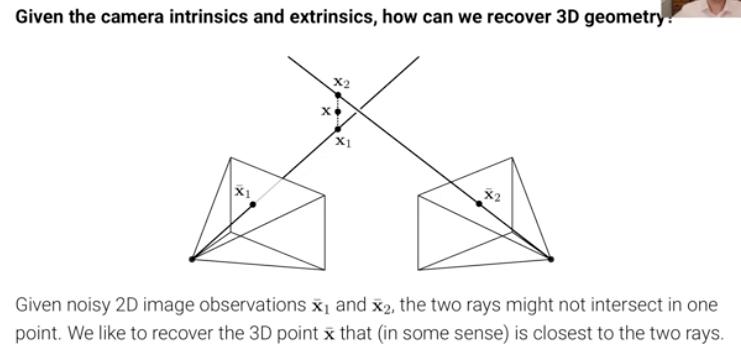 Given the camera intrinsics and extrinsics, how can we recover 3D geometry?
x₂
x
x₁
x̄₁
x̄₂
Given noisy 2D image observations x̄₁ and x̄₂, the two rays might not intersect in one
point. We like to recover the 3D point x̄ that (in some sense) is closest to the two rays.